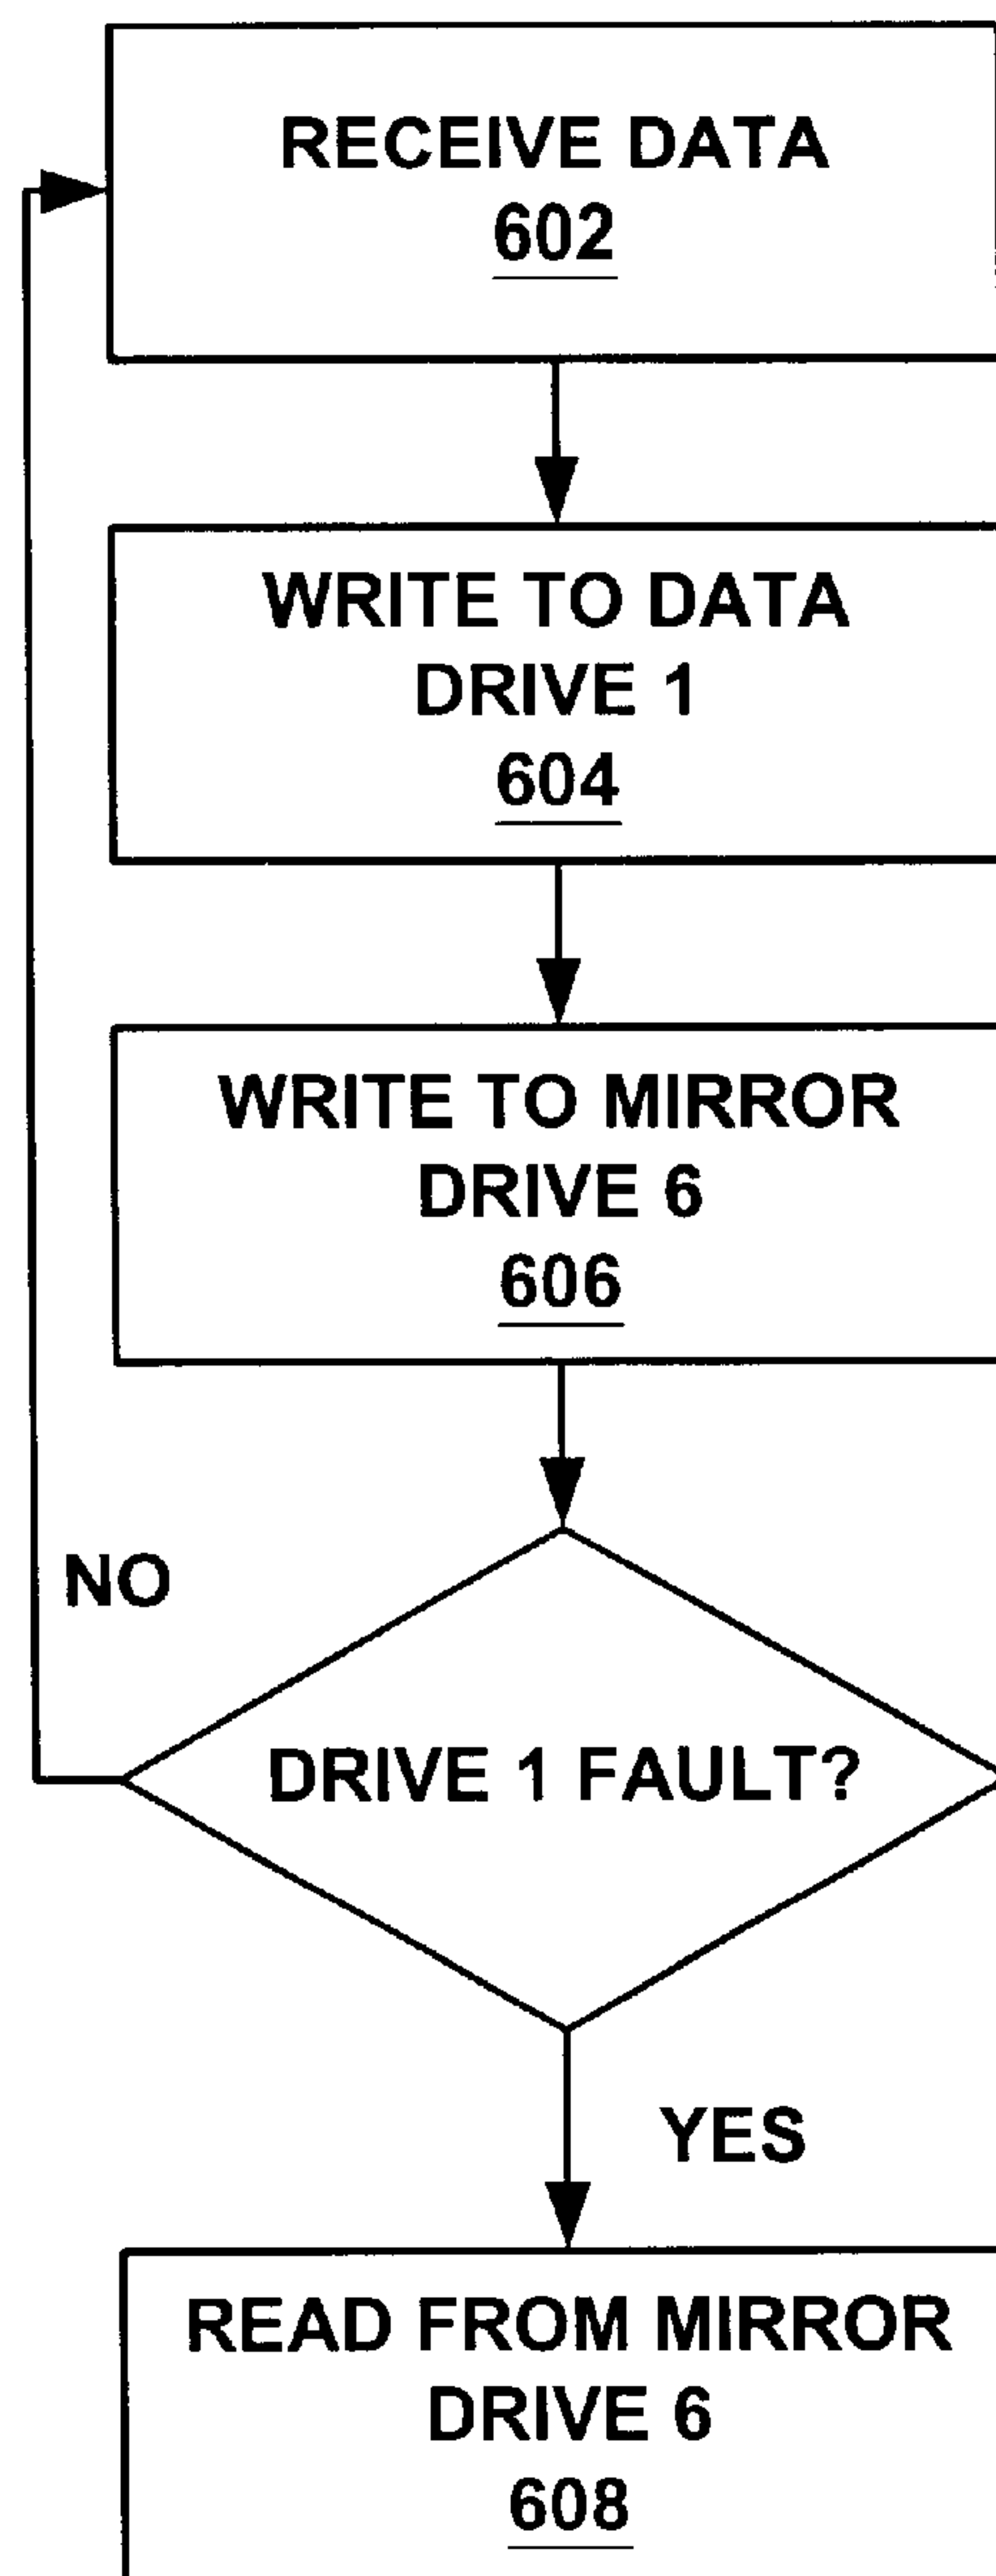 RECEIVE DATA
602
WRITE TO DATA
DRIVE 1
604
WRITE TO MIRROR
DRIVE 6
606
NO
DRIVE 1 FAULT?
YES
READ FROM MIRROR
DRIVE 6
608